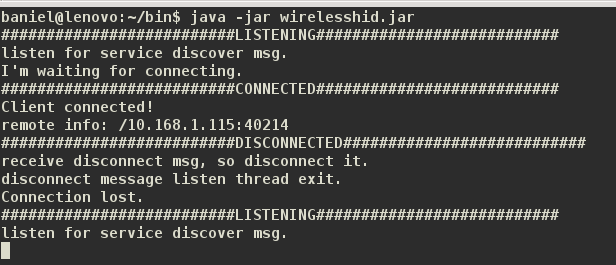 baniel@lenovo:~/bin$ java -jar wirelesshid.jar
##########################LISTENING###########################
listen for service discover msg.
I'm waiting for connecting.
##########################CONNECTED###########################
Client connected!
remote info: /10.168.1.115:40214
##########################DISCONNECTED###########################
receive disconnect msg, so disconnect it.
disconnect message listen thread exit.
Connection lost.
##########################LISTENING###########################
listen for service discover msg.